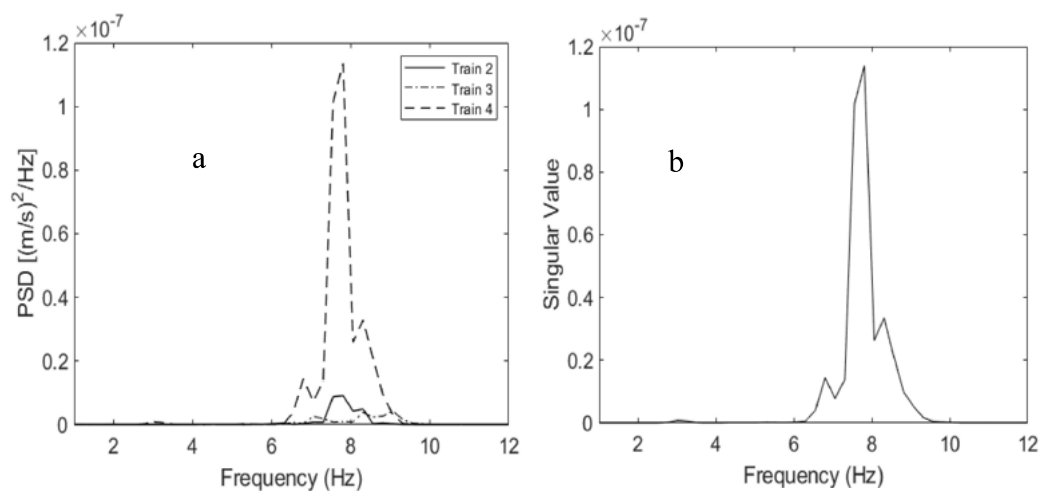 ×10⁻⁷
1.2
1
0.8
0.6
0.4
0.2
0
PSD [(m/s)²/Hz]
a
Train 2
Train 3
Train 4
2 4 6 8 10 12
Frequency (Hz)
×10⁻⁷
1.2
1
0.8
0.6
0.4
0.2
0
Singular Value
b
2 4 6 8 10 12
Frequency (Hz)